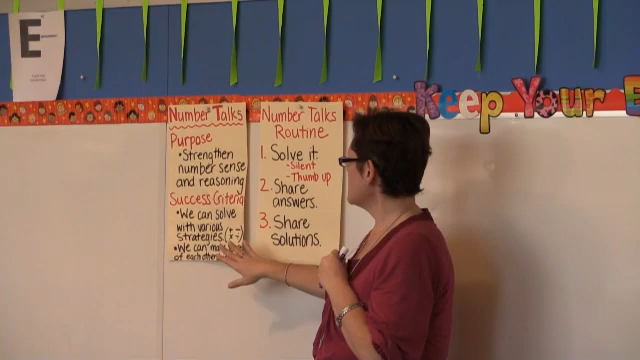 E
Number Talks
Purpose
•Strengthen
number sense
and reasoning
Success Criteria
•We can solve
with various
strategies.(+ -
•We can
of each other
Number Talks
Routine
1. Solve it.
-Silent
-Thumb up
2. Share
answers.
3. Share
solutions.
Keep Your E